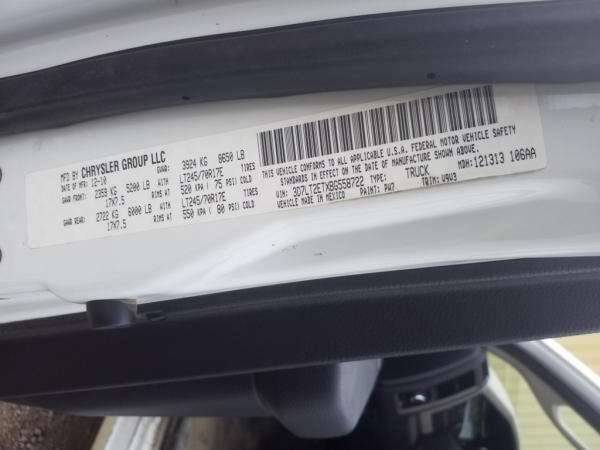 MFD BY CHRYSLER GROUP LLC
DATE OF MFR 12-10 GVWR: 3924 KG 8650 LB
GAWR FRONT: 2359 KG 5200 LB WITH LT245/70R17E TIRES
17X7.5 RIMS AT 520 KPA ( 75 PSI) COLD
GAWR REAR: 2722 KG 6000 LB WITH LT245/70R17E TIRES
17X7.5 RIMS AT 550 KPA ( 80 PSI) COLD
THIS VEHICLE CONFORMS TO ALL APPLICABLE U.S.A. FEDERAL MOTOR VEHICLE SAFETY
STANDARDS IN EFFECT ON THE DATE OF MANUFACTURE SHOWN ABOVE.
VIN: 3D7LT2ETXBG558722 TYPE: TRUCK MDH: 121313 106AA
VEHICLE MADE IN MEXICO PAINT: PW7 TRIM: V9V3